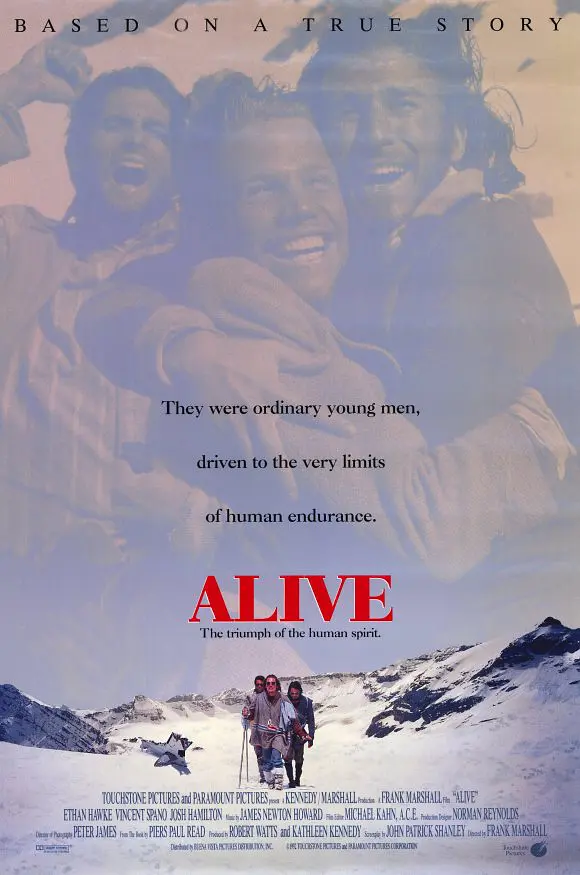 BASED ON A TRUE STORY
They were ordinary young men,
driven to the very limits
of human endurance.
ALIVE
The triumph of the human spirit.
TOUCHSTONE PICTURES and PARAMOUNT PICTURES present a KENNEDY / MARSHALL Production a FRANK MARSHALL Film "ALIVE"
ETHAN HAWKE VINCENT SPANO JOSH HAMILTON Music by JAMES NEWTON HOWARD Film Editor MICHAEL KAHN, A.C.E. Production Designer NORMAN REYNOLDS
Director of Photography PETER JAMES From The Book by PIERS PAUL READ Produced by ROBERT WATTS and KATHLEEN KENNEDY Screenplay by JOHN PATRICK SHANLEY Directed by FRANK MARSHALL
Distributed by BUENA VISTA PICTURES DISTRIBUTION, INC. ©1992 TOUCHSTONE PICTURES and PARAMOUNT PICTURES CORPORATION
Touchstone
Pictures